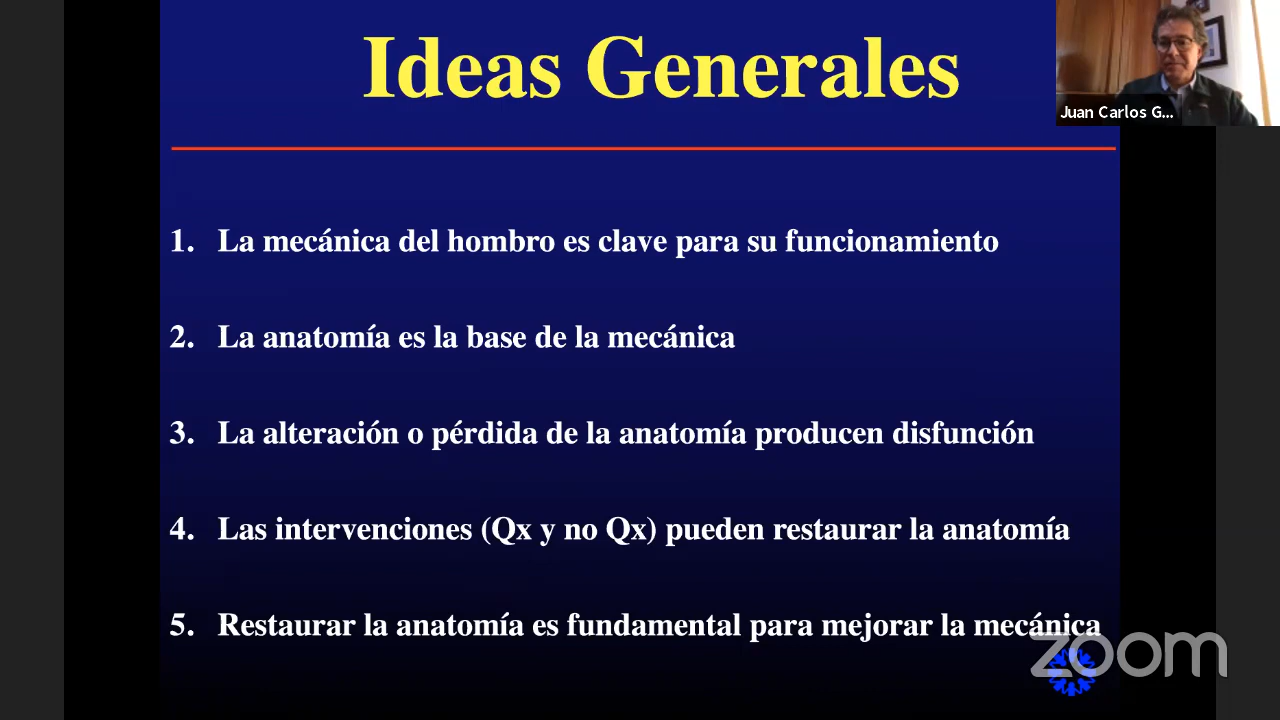 Ideas Generales
Juan Carlos G...
1. La mecánica del hombro es clave para su funcionamiento
2. La anatomía es la base de la mecánica
3. La alteración o pérdida de la anatomía producen disfunción
4. Las intervenciones (Qx y no Qx) pueden restaurar la anatomía
5. Restaurar la anatomía es fundamental para mejorar la mecánica
zoom